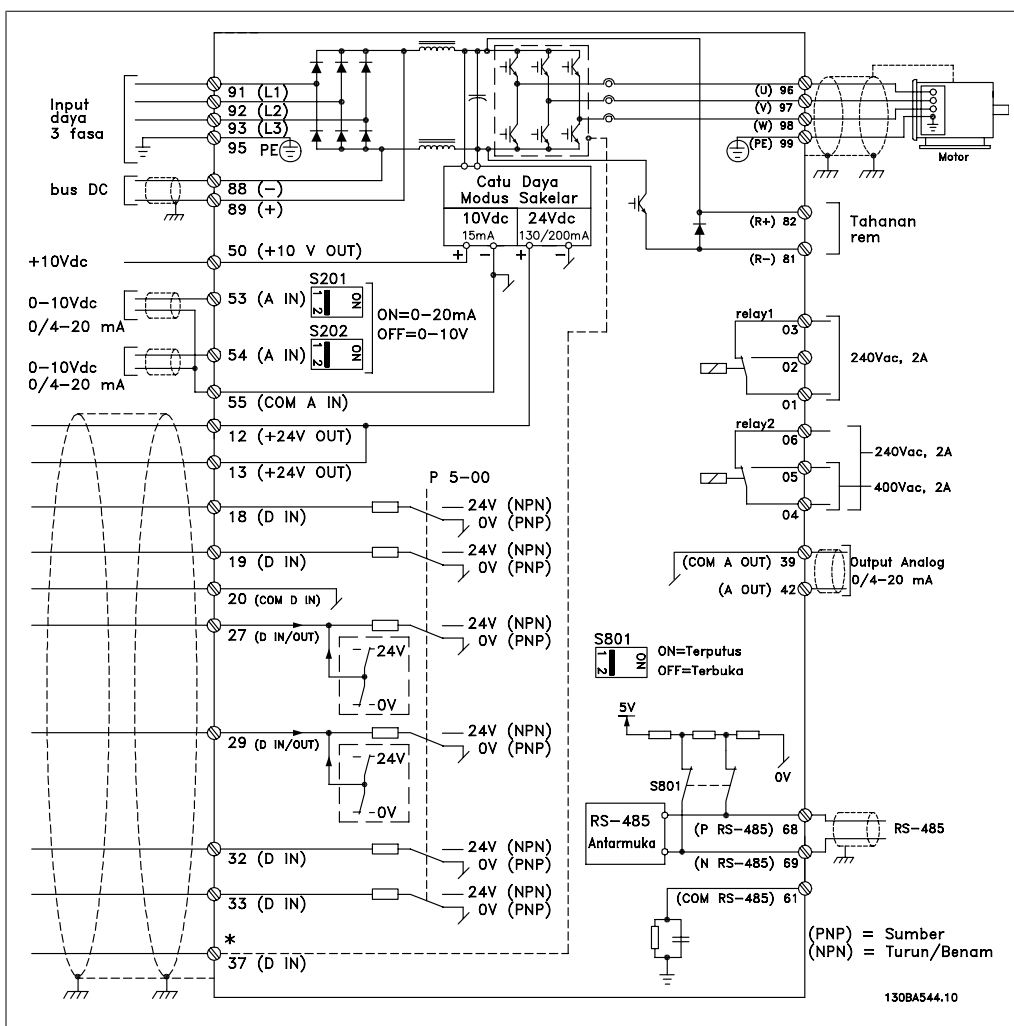 Input
daya
3 fasa
91 (L1)
92 (L2)
93 (L3)
95 PE
bus DC
88 (−)
89 (+)
+10Vdc
50 (+10 V OUT)
0−10Vdc
0/4−20 mA
53 (A IN)
S201
1 2 ON
ON=0−20mA
OFF=0−10V
S202
1 2 ON
0−10Vdc
0/4−20 mA
54 (A IN)
55 (COM A IN)
12 (+24V OUT)
13 (+24V OUT)
P 5−00
18 (D IN)
24V (NPN)
0V (PNP)
19 (D IN)
24V (NPN)
0V (PNP)
20 (COM D IN)
27 (D IN/OUT)
24V (NPN)
0V (PNP)
24V
0V
29 (D IN/OUT)
24V (NPN)
0V (PNP)
24V
0V
32 (D IN)
24V (NPN)
0V (PNP)
33 (D IN)
24V (NPN)
0V (PNP)
*
37 (D IN)
Catu Daya
Modus Sakelar
10Vdc
15mA
24Vdc
130/200mA
+ − + −
(U) 96
(V) 97
(W) 98
(PE) 99
Motor
(R+) 82
(R−) 81
Tahanan
rem
relay1
03
02
01
240Vac, 2A
relay2
06
05
04
240Vac, 2A
400Vac, 2A
(COM A OUT) 39
(A OUT) 42
Output Analog
0/4−20 mA
S801
1 2 ON
ON=Terputus
OFF=Terbuka
5V
0V
S801
RS−485
Antarmuka
(P RS−485) 68
(N RS−485) 69
RS−485
(COM RS−485) 61
(PNP) = Sumber
(NPN) = Turun/Benam
130BA544.10